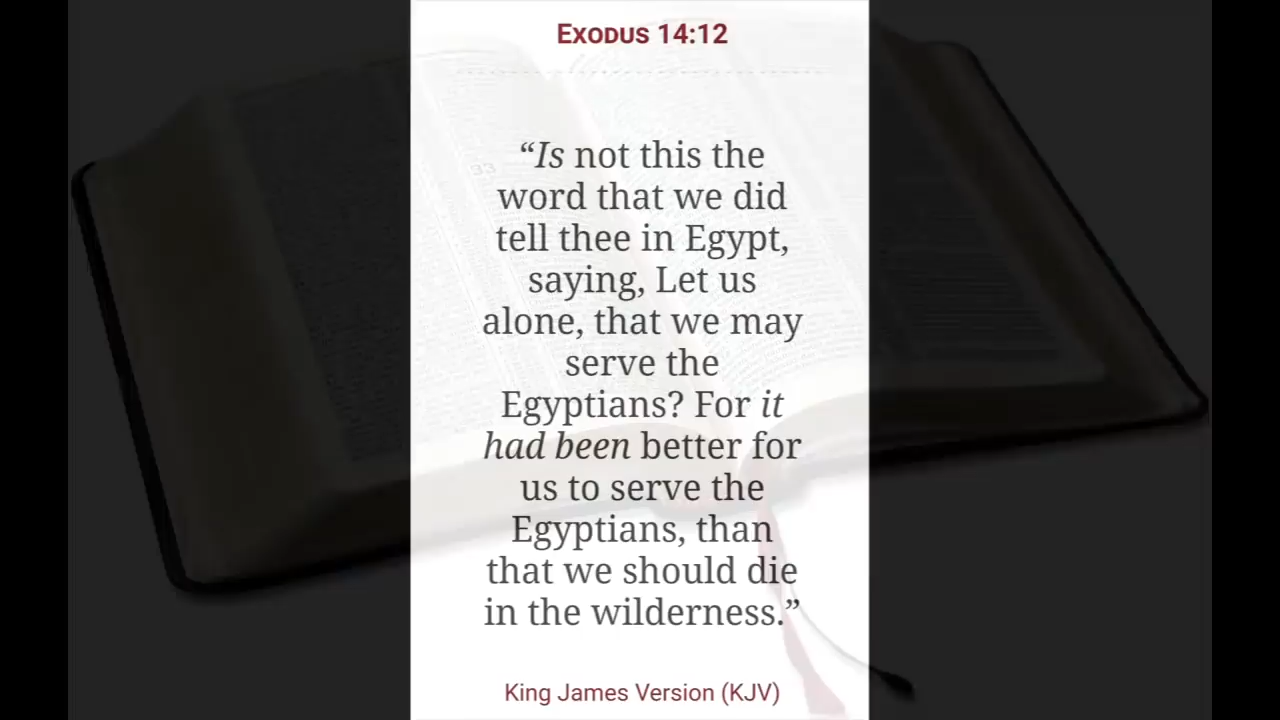 Exodus 14:12
“Is not this the
word that we did
tell thee in Egypt,
saying, Let us
alone, that we may
serve the
Egyptians? For it
had been better for
us to serve the
Egyptians, than
that we should die
in the wilderness.”
King James Version (KJV)